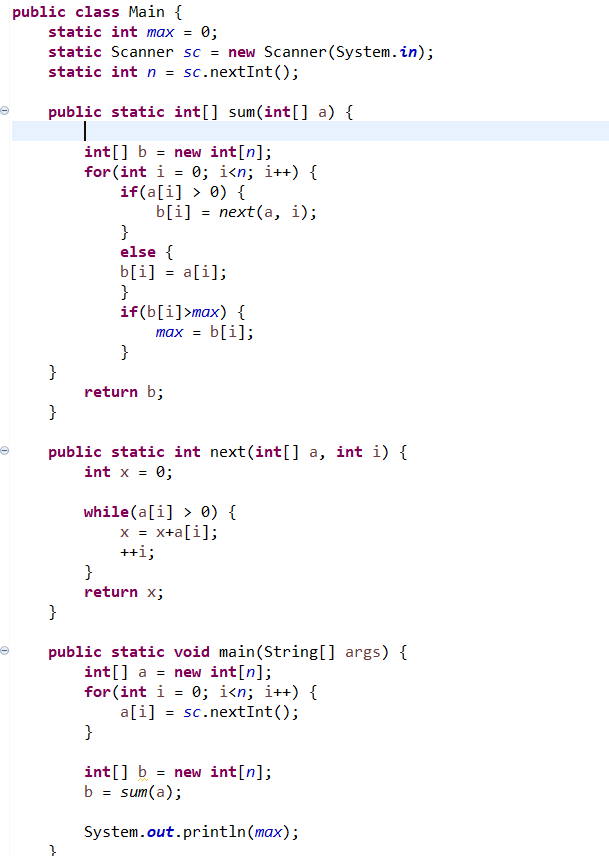 public class Main {
    static int max = 0;
    static Scanner sc = new Scanner(System.in);
    static int n = sc.nextInt();

    public static int[] sum(int[] a) {

        int[] b = new int[n];
        for(int i = 0; i<n; i++) {
            if(a[i] > 0) {
                b[i] = next(a, i);
            }
            else {
            b[i] = a[i];
            }
            if(b[i]>max) {
                max = b[i];
            }
    }
        return b;
    }

    public static int next(int[] a, int i) {
        int x = 0;

        while(a[i] > 0) {
            x = x+a[i];
            ++i;
        }
        return x;
    }

    public static void main(String[] args) {
        int[] a = new int[n];
        for(int i = 0; i<n; i++) {
            a[i] = sc.nextInt();
        }

        int[] b = new int[n];
        b = sum(a);

        System.out.println(max);
    }